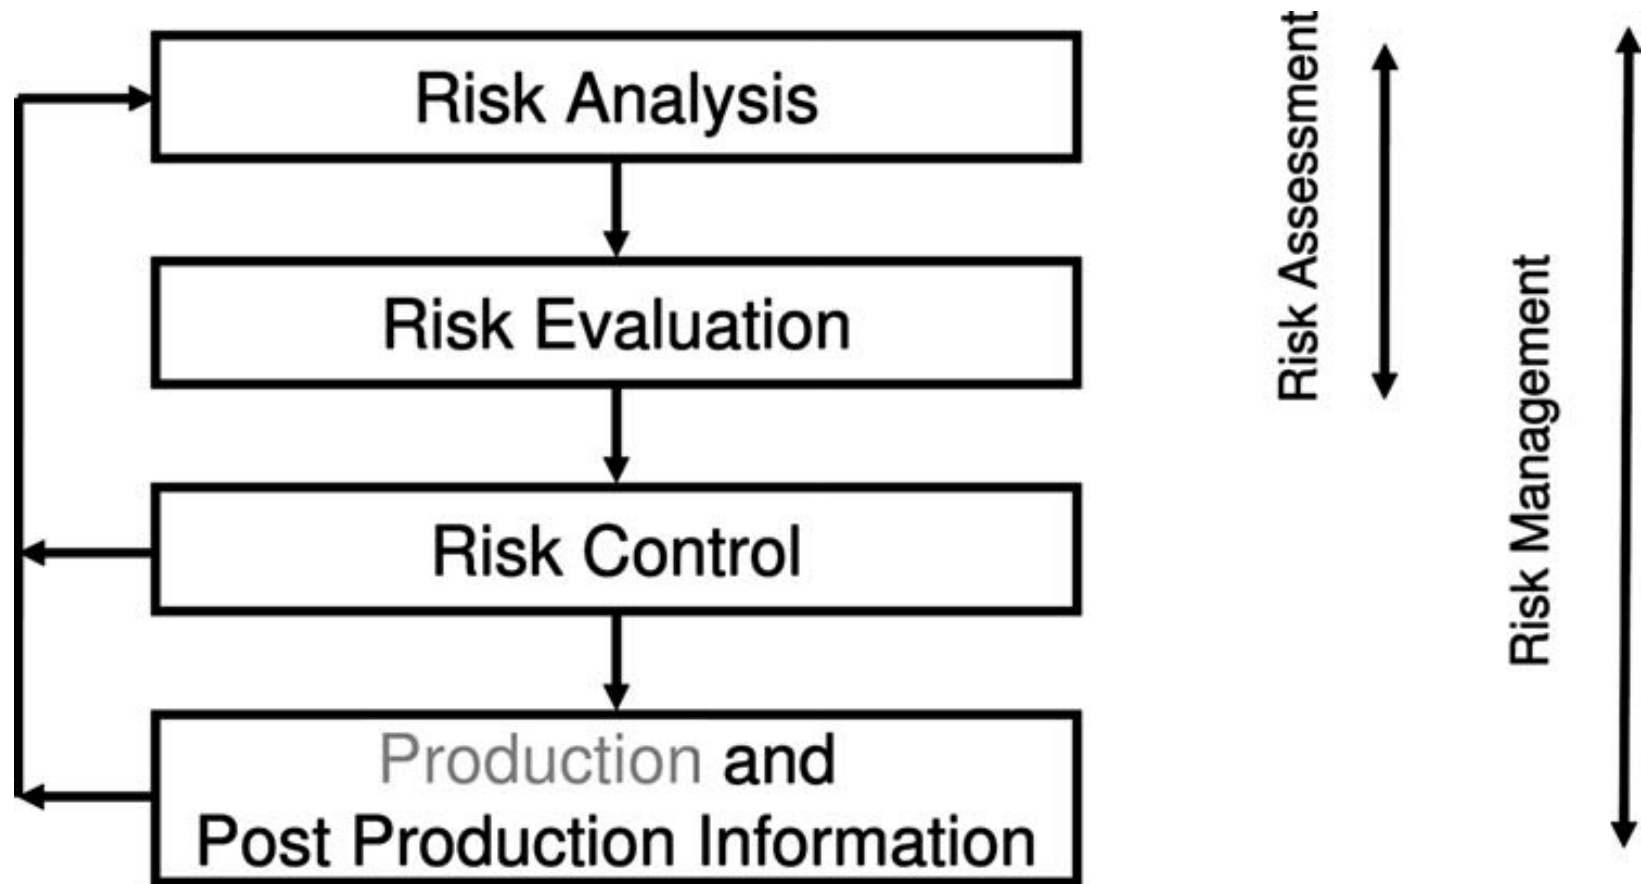 Risk Analysis
Risk Evaluation
Risk Control
Production and
Post Production Information
Risk Assessment
Risk Management